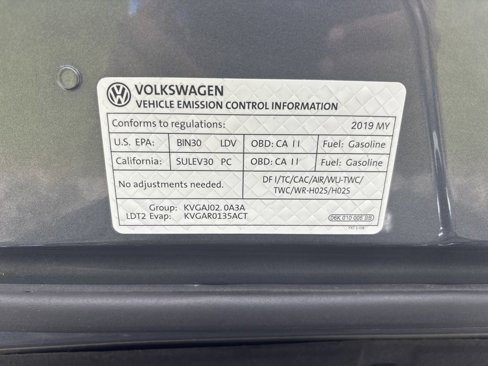 VOLKSWAGEN
VEHICLE EMISSION CONTROL INFORMATION
Conforms to regulations: 2019 MY
U.S. EPA: BIN30 LDV OBD: CA II Fuel: Gasoline
California: SULEV30 PC OBD: CA II Fuel: Gasoline
No adjustments needed.
DFI/TC/CAC/AIR/WU-TWC/
TWC/WR-HO2S/HO2S
Group: KVGAJ02.0A3A
LDT2 Evap: KVGAR0135ACT